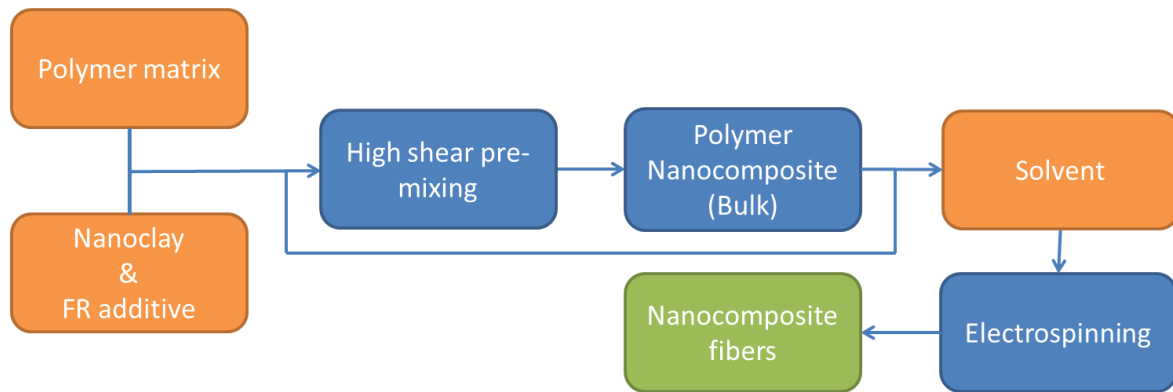 Polymer matrix
Nanoclay
&
FR additive
High shear pre-
mixing
Polymer
Nanocomposite
(Bulk)
Solvent
Electrospinning
Nanocomposite
fibers